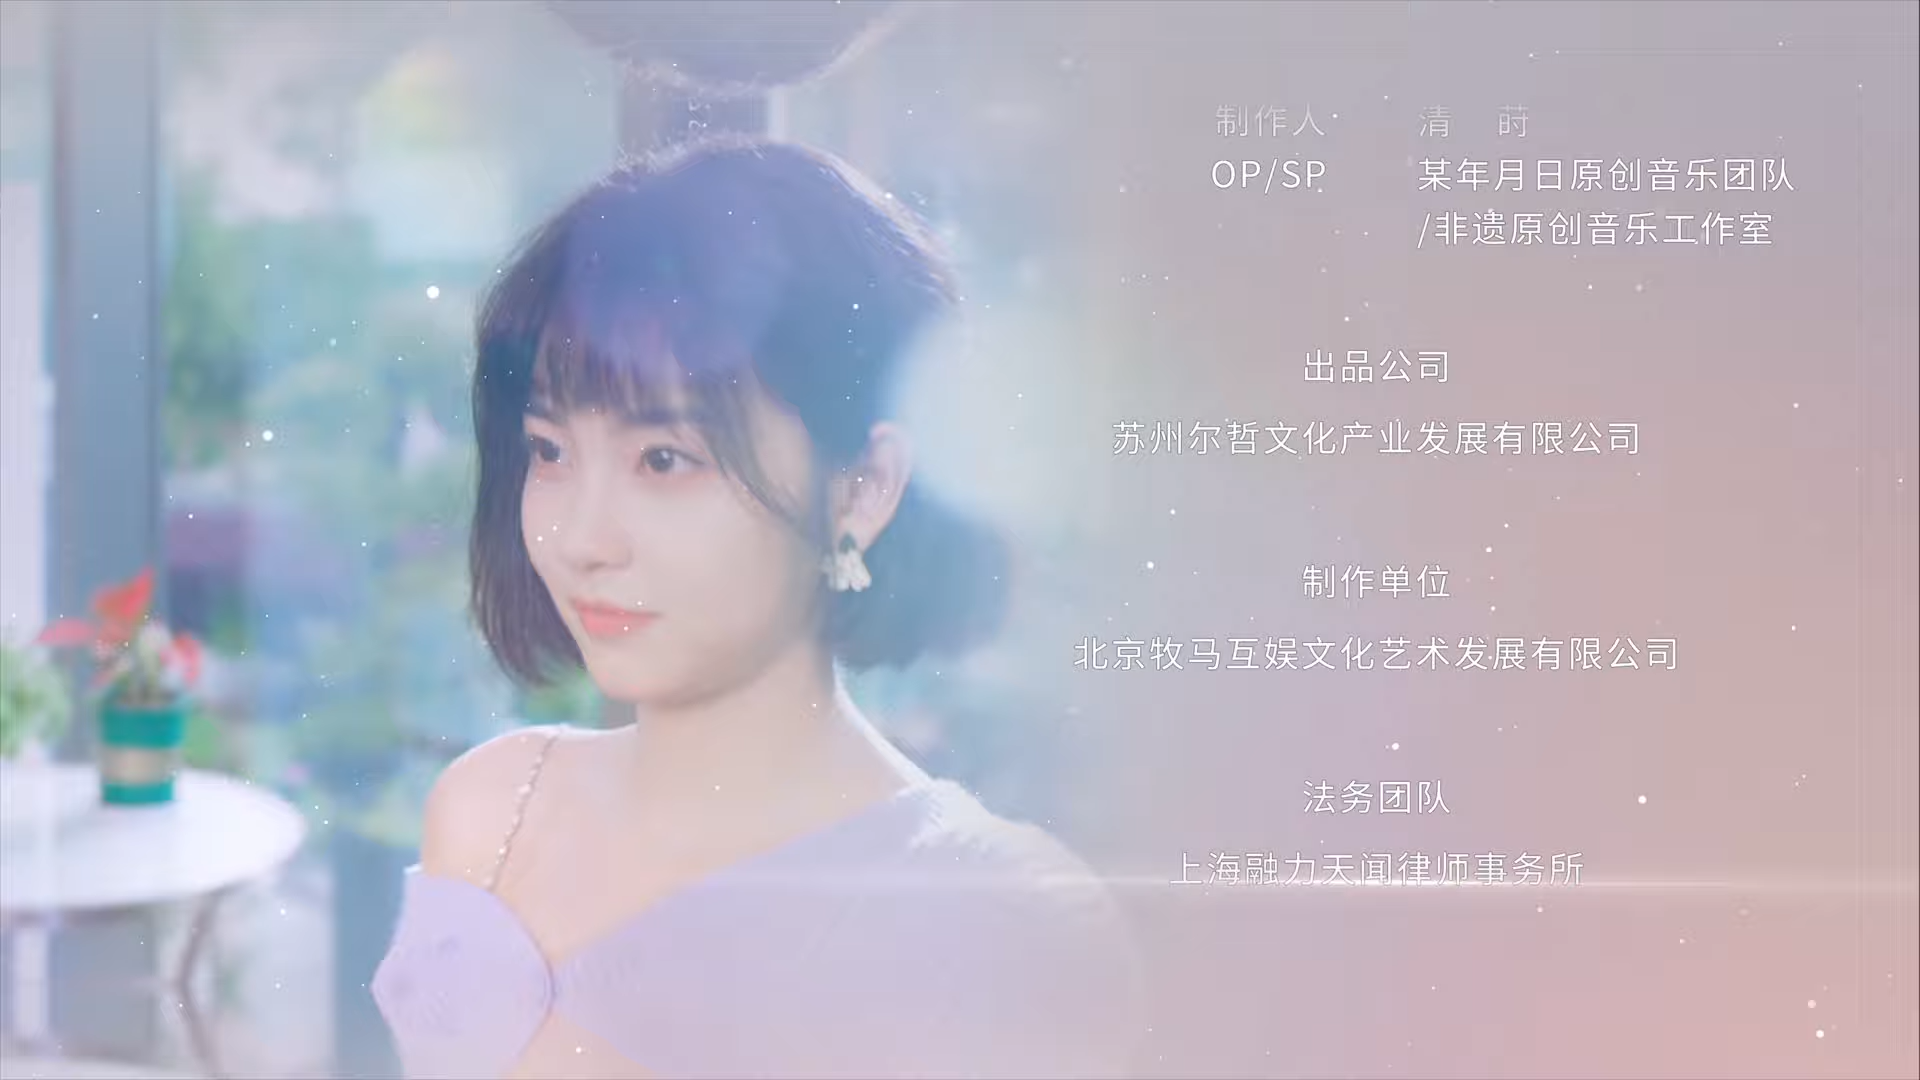 制作人 清 莳
OP/SP 某年月日原创音乐团队
/非遗原创音乐工作室
出品公司
苏州尔哲文化产业发展有限公司
制作单位
北京牧马互娱文化艺术发展有限公司
法务团队
上海融力天闻律师事务所